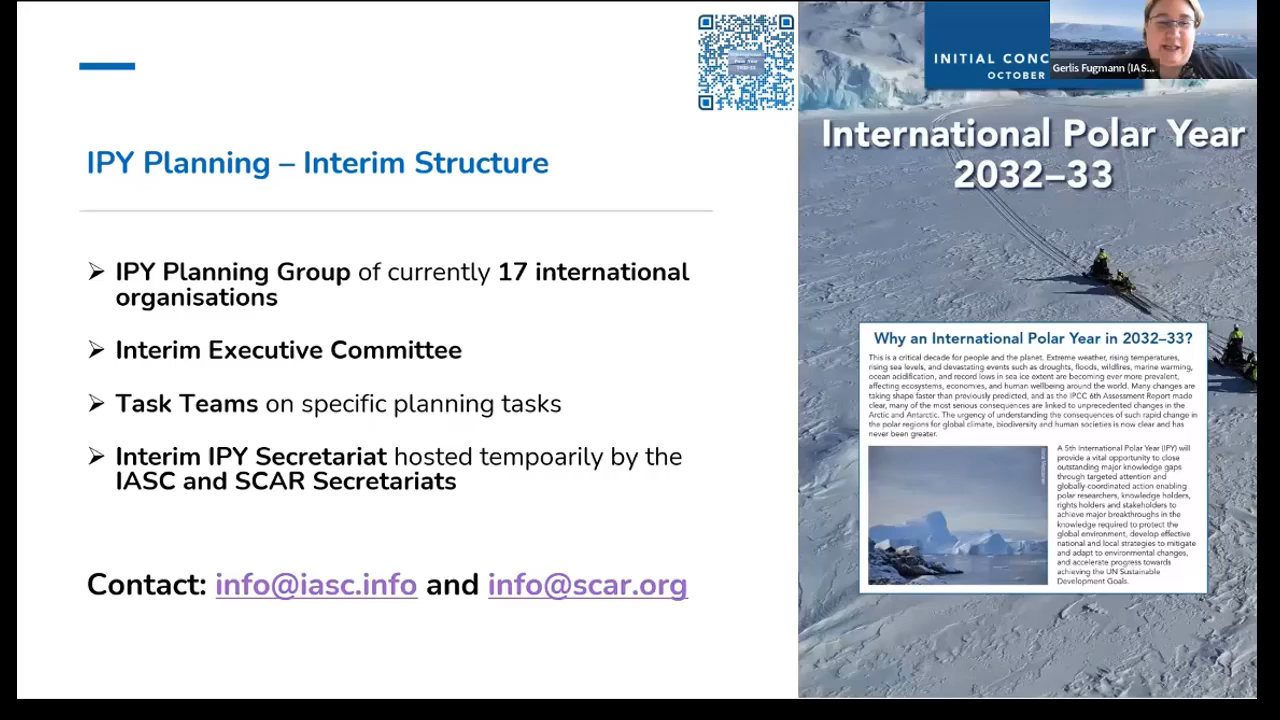 INITIAL CONC
OCTOBER
Gerlis Fugmann (IAS...
International Polar Year
2032–33
IPY Planning – Interim Structure
➢ IPY Planning Group of currently 17 international
organisations
➢ Interim Executive Committee
➢ Task Teams on specific planning tasks
➢ Interim IPY Secretariat hosted tempoarily by the
IASC and SCAR Secretariats
Contact: info@iasc.info and info@scar.org
Why an International Polar Year in 2032–33?
This is a critical decade for people and the planet. Extreme weather, rising temperatures,
rising sea levels, and devastating events such as droughts, floods, wildfires, marine warming,
ocean acidification, and record lows in sea ice extent are becoming ever more prevalent,
affecting ecosystems, economies, and human wellbeing around the world. Many changes are
taking shape faster than previously predicted, and as the IPCC 6th Assessment Report made
clear, many of the most serious consequences are linked to unprecedented changes in the
Arctic and Antarctic. The urgency of understanding the consequences of such rapid change in
the polar regions for global climate, biodiversity and human societies is now clear and has
never been greater.
A 5th International Polar Year (IPY) will
provide a vital opportunity to close
outstanding major knowledge gaps
through targeted attention and
globally-coordinated action enabling
polar researchers, knowledge holders,
rights holders and stakeholders to
achieve major breakthroughs in the
knowledge required to protect the
global environment, develop effective
national and local strategies to mitigate
and adapt to environmental changes,
and accelerate progress towards
achieving the UN Sustainable
Development Goals.